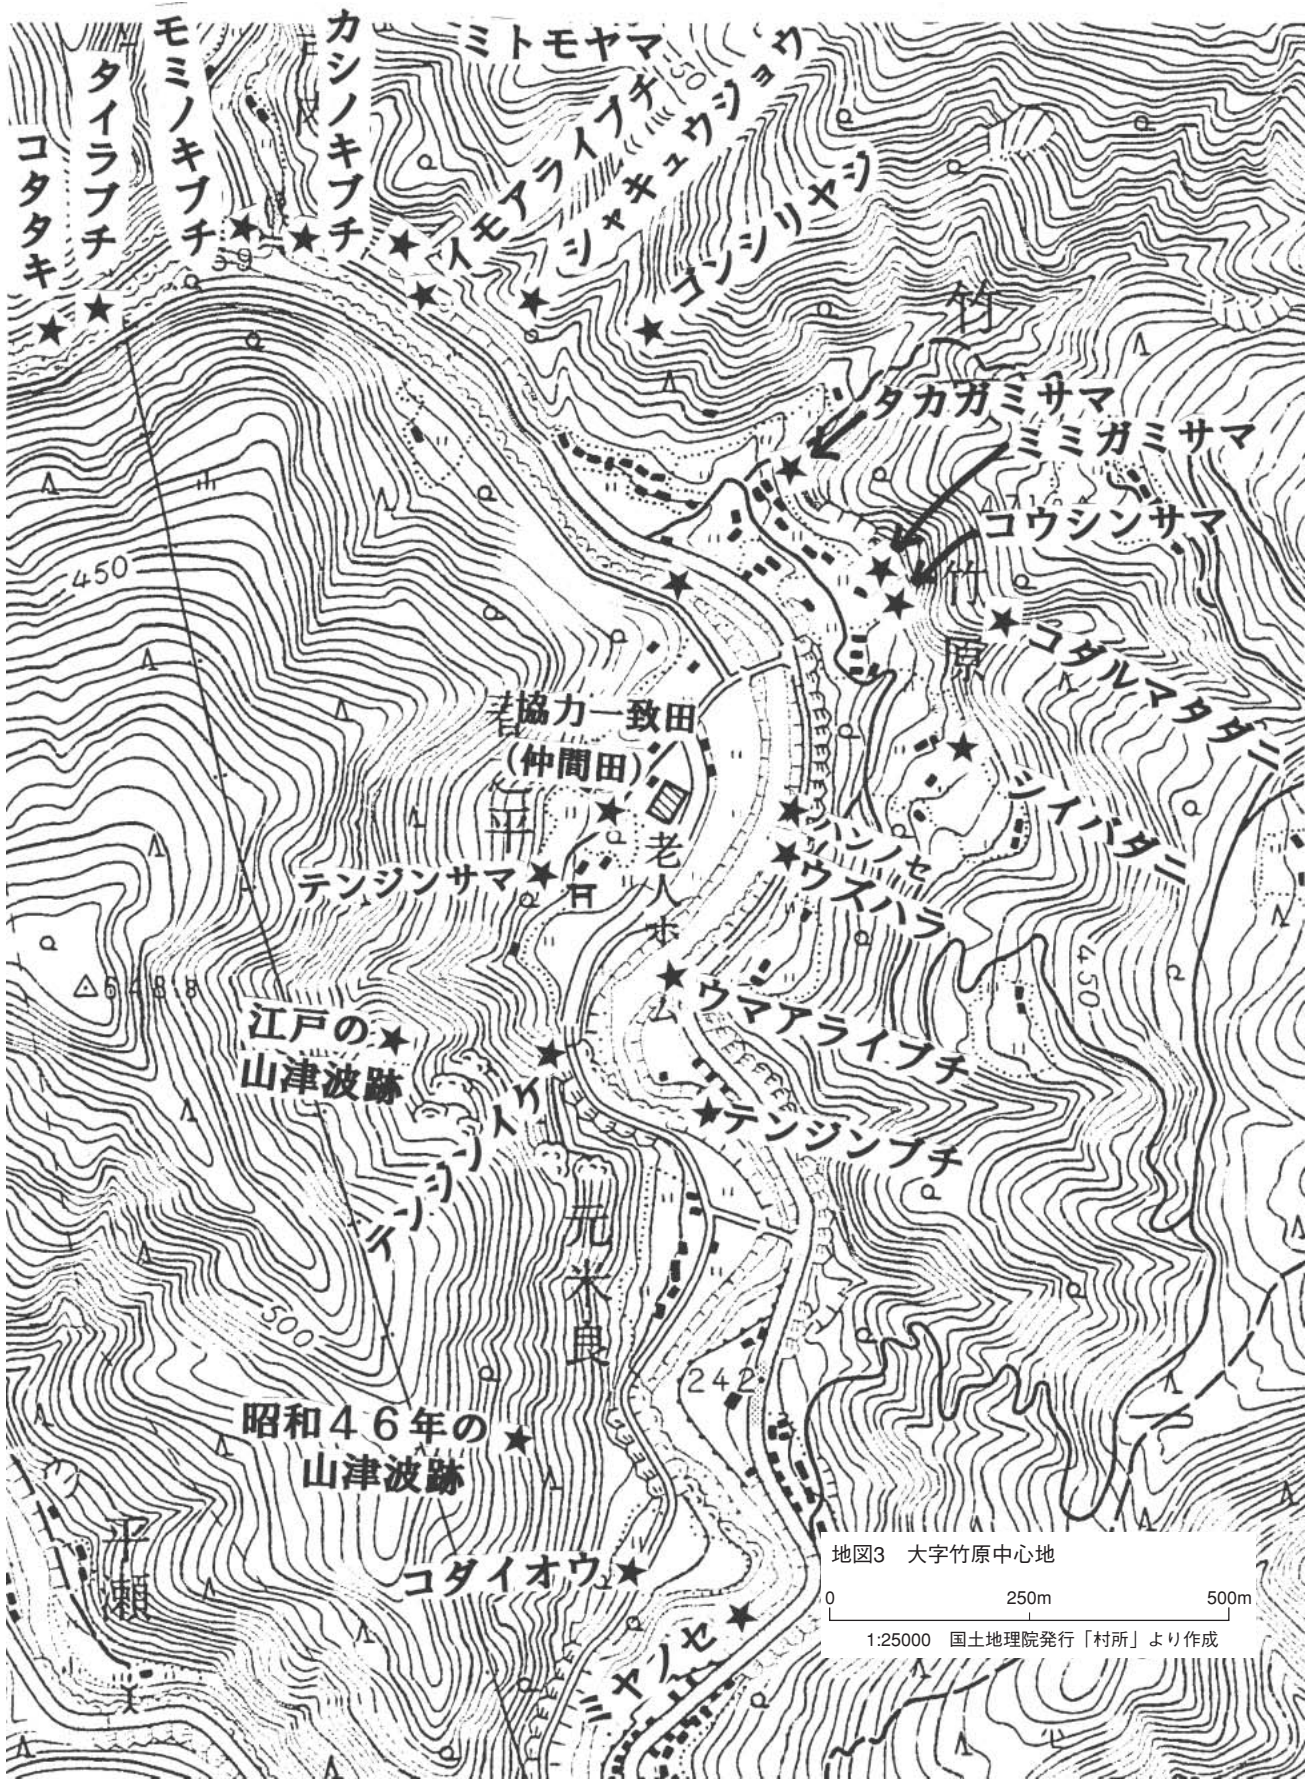 コタタキ
タイラブチ
モミノキブチ
カシノキブチ
ミトモヤマ
イモアライブチ
シャキュウジョウ
ゴンシリヤジ
竹
タカガミサマ
ミミガミサマ
コウシンサマ
竹原
コダルマタダニ
シイバダニ
450
協力一致田
(仲間田)
老人ホーム
ハンノセ
ウズハラ
テンジンサマ
648.8
ウマアライブチ
450
江戸の
山津波跡
テンジンブチ
元米良
500
242
昭和46年の
山津波跡
平瀬
コダイオウ
ミヤノセ
地図3　大字竹原中心地
0 250m 500m
1:25000　国土地理院発行「村所」より作成